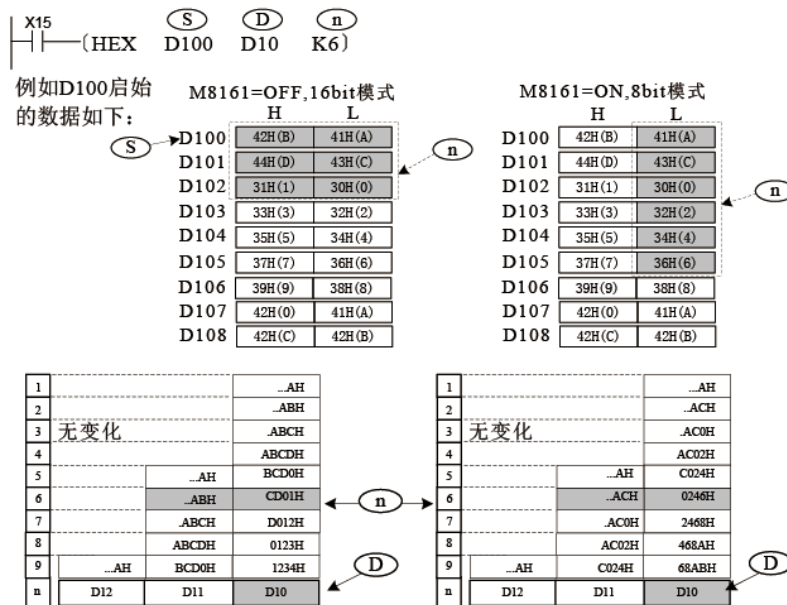 X15 S D n
(HEX D100 D10 K6)
例如D100启始
的数据如下：
M8161=OFF,16bit模式
H L
S
D100 42H(B) 41H(A)
D101 44H(D) 43H(C)
D102 31H(1) 30H(0)
D103 33H(3) 32H(2)
D104 35H(5) 34H(4)
D105 37H(7) 36H(6)
D106 39H(9) 38H(8)
D107 42H(0) 41H(A)
D108 42H(C) 42H(B)
n
M8161=ON,8bit模式
H L
D100 42H(B) 41H(A)
D101 44H(D) 43H(C)
D102 31H(1) 30H(0)
D103 33H(3) 32H(2)
D104 35H(5) 34H(4)
D105 37H(7) 36H(6)
D106 39H(9) 38H(8)
D107 42H(0) 41H(A)
D108 42H(C) 42H(B)
n
1 ...AH
2 ..ABH
3 无变化 .ABCH
4 ABCDH
5 ...AH BCD0H
6 ..ABH CD01H
7 .ABCH D012H
8 ABCDH 0123H
9 ...AH BCD0H 1234H
n D12 D11 D10
n
D
1 ...AH
2 ..ACH
3 无变化 .AC0H
4 AC02H
5 ...AH C024H
6 ..ACH 0246H
7 .AC0H 2468H
8 AC02H 468AH
9 ...AH C024H 68ABH
n D12 D11 D10
D